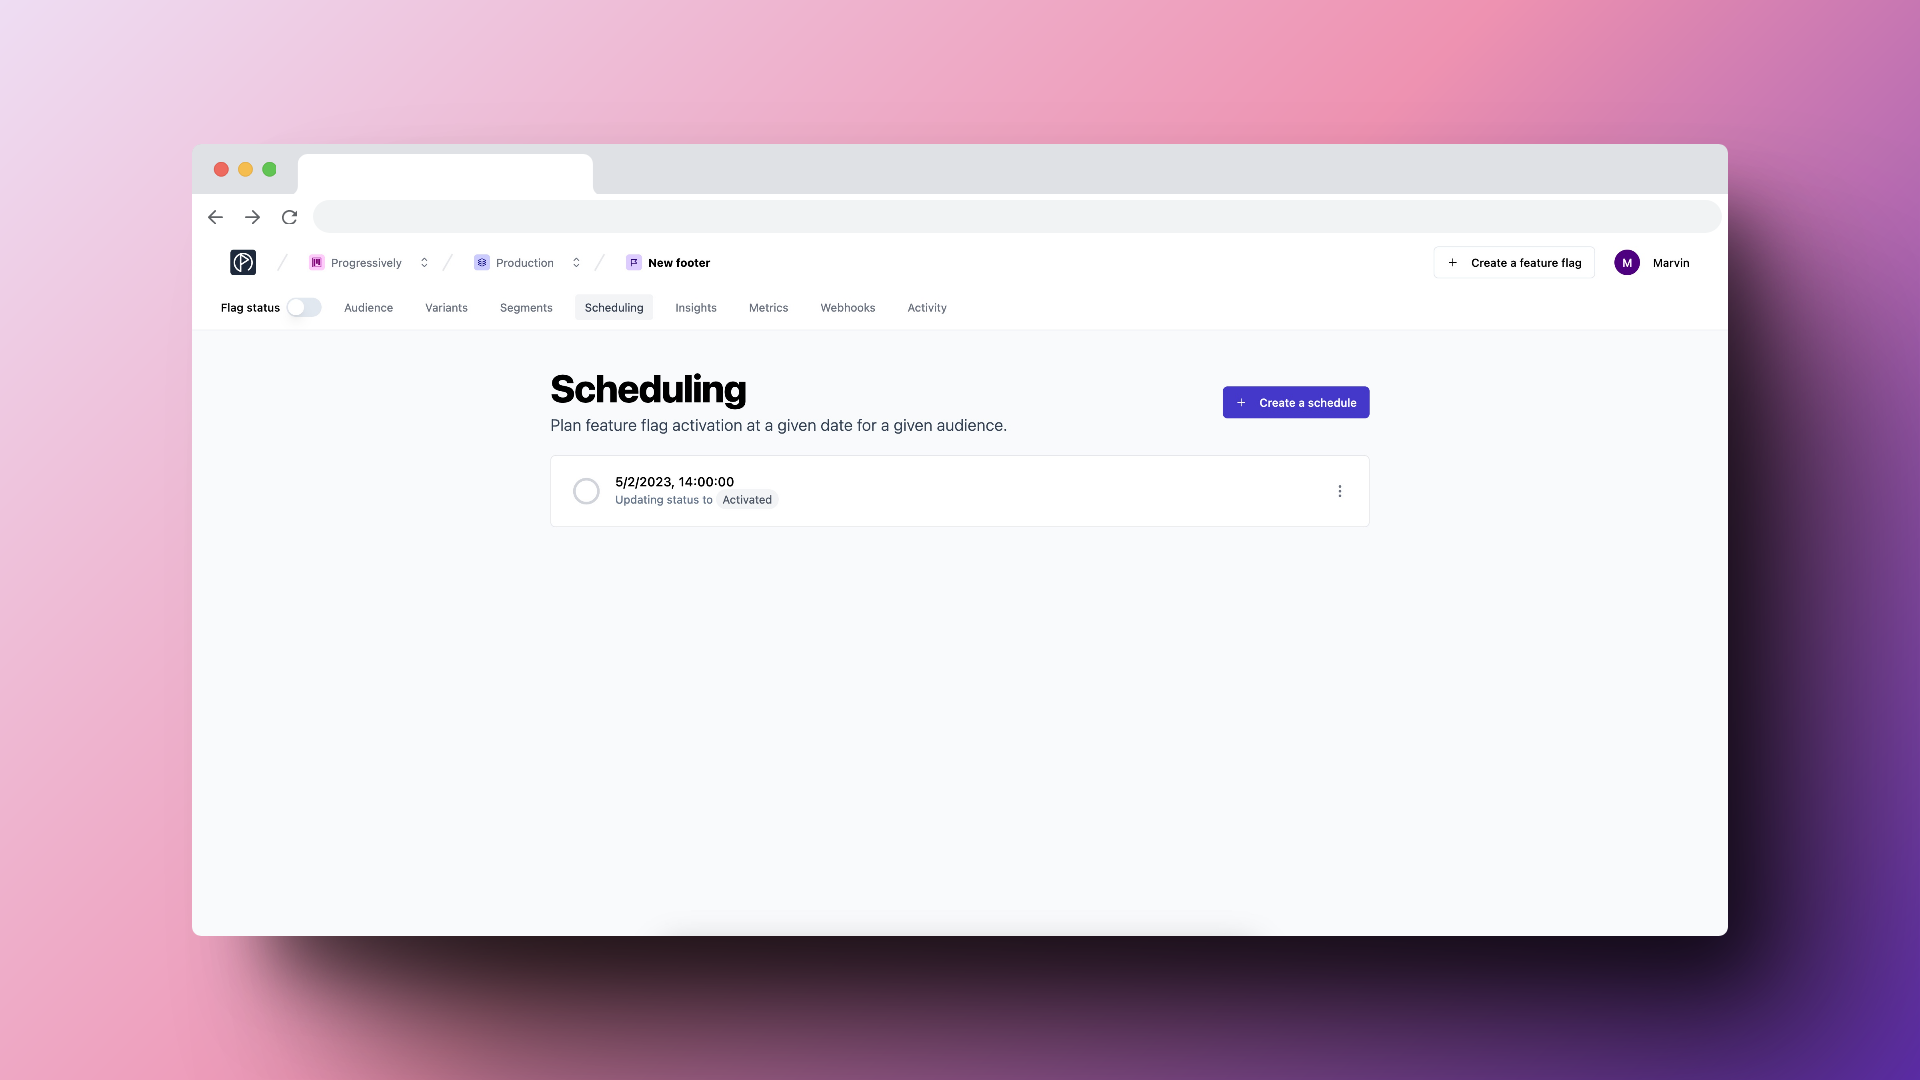 Progressively
Production
New footer
Create a feature flag
M
Marvin
Flag status
Audience
Variants
Segments
Scheduling
Insights
Metrics
Webhooks
Activity
Scheduling
Plan feature flag activation at a given date for a given audience.
Create a schedule
5/2/2023, 14:00:00
Updating status to Activated